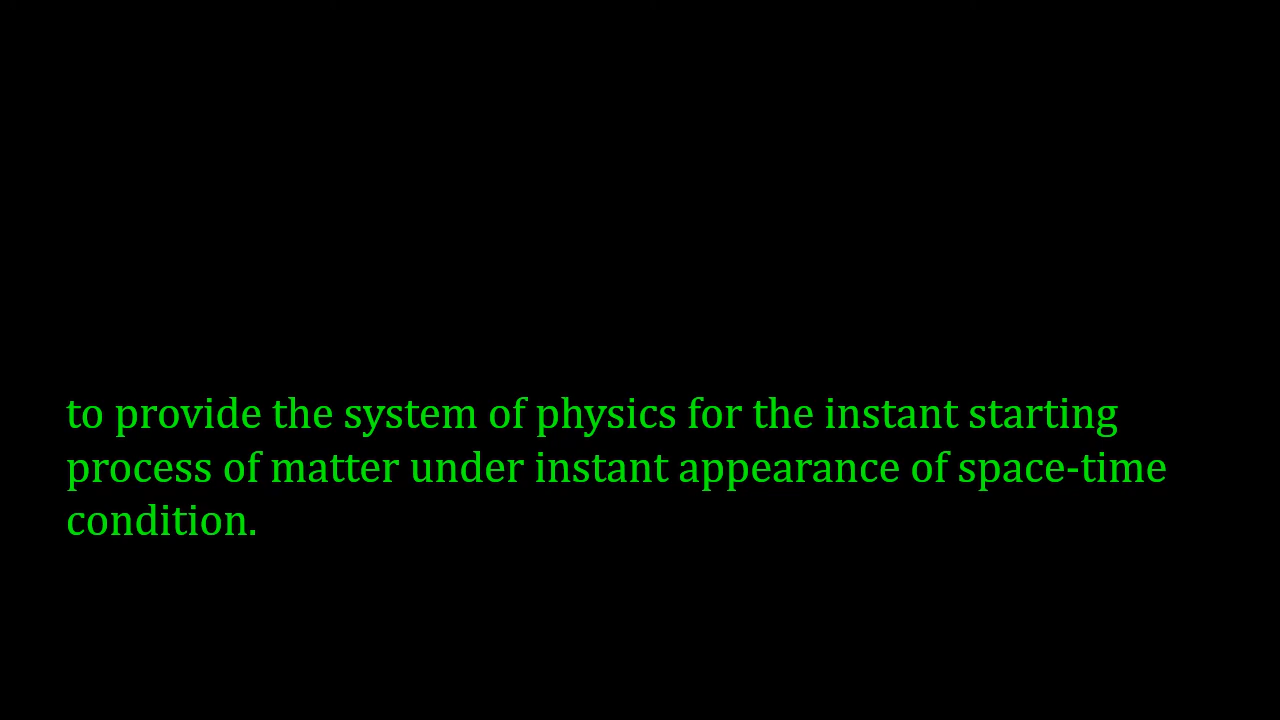 to provide the system of physics for the instant starting
process of matter under instant appearance of space-time
condition.